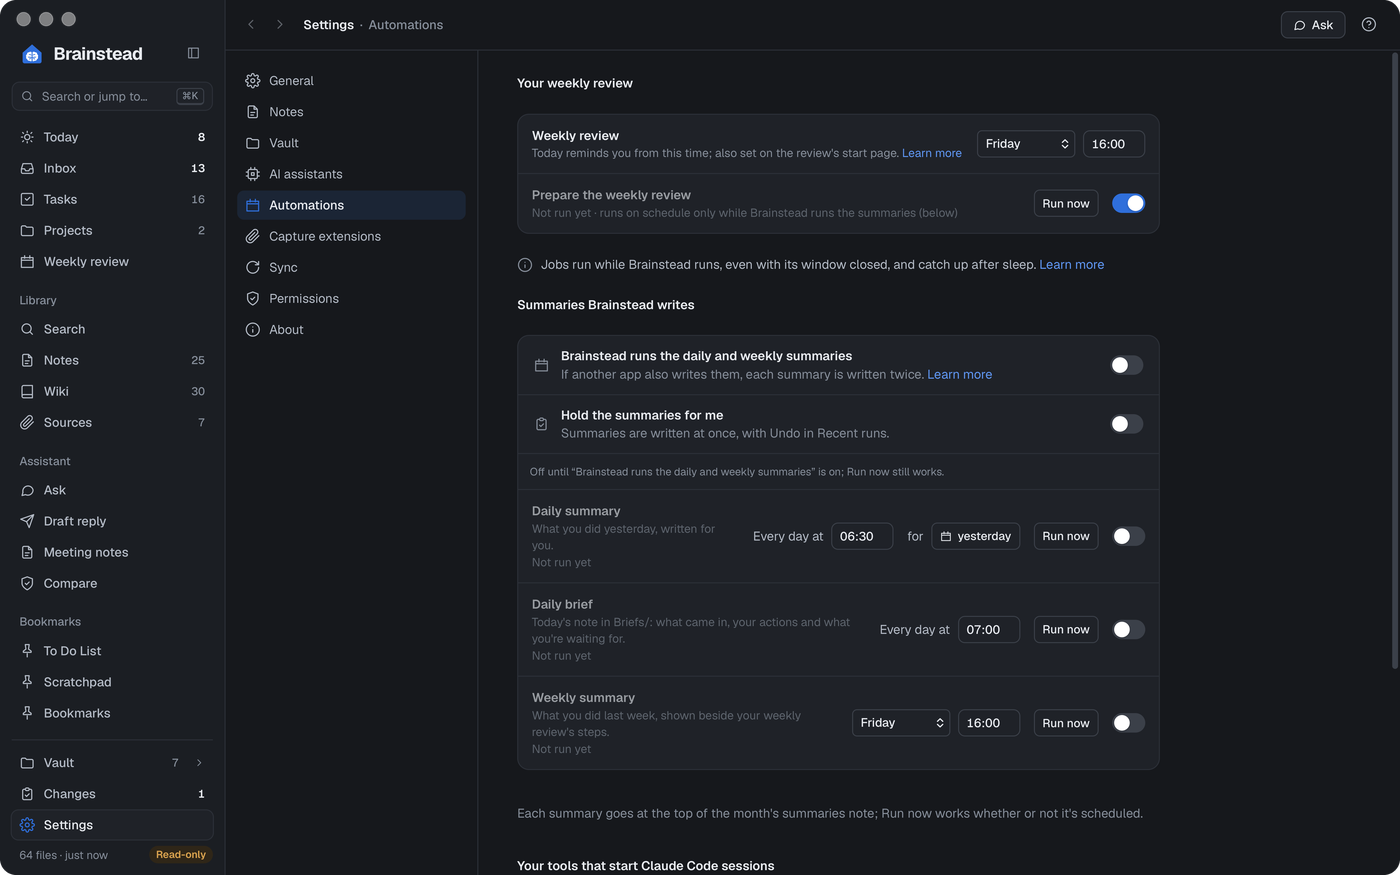 Brainstead
Search or jump to... ⌘K
Today 8
Inbox 13
Tasks 16
Projects 2
Weekly review
Library
Search
Notes 25
Wiki 30
Sources 7
Assistant
Ask
Draft reply
Meeting notes
Compare
Bookmarks
To Do List
Scratchpad
Bookmarks
Vault 7
Changes 1
Settings
64 files · just now Read-only
Settings · Automations
Ask
General
Notes
Vault
AI assistants
Automations
Capture extensions
Sync
Permissions
About
Your weekly review
Weekly review
Today reminds you from this time; also set on the review's start page. Learn more
Friday 16:00
Prepare the weekly review
Not run yet · runs on schedule only while Brainstead runs the summaries (below)
Run now
Jobs run while Brainstead runs, even with its window closed, and catch up after sleep. Learn more
Summaries Brainstead writes
Brainstead runs the daily and weekly summaries
If another app also writes them, each summary is written twice. Learn more
Hold the summaries for me
Summaries are written at once, with Undo in Recent runs.
Off until “Brainstead runs the daily and weekly summaries” is on; Run now still works.
Daily summary
What you did yesterday, written for
you.
Not run yet
Every day at 06:30 for yesterday Run now
Daily brief
Today's note in Briefs/: what came in, your actions and what
you're waiting for.
Not run yet
Every day at 07:00 Run now
Weekly summary
What you did last week, shown beside your weekly
review's steps.
Not run yet
Friday 16:00 Run now
Each summary goes at the top of the month's summaries note; Run now works whether or not it's scheduled.
Your tools that start Claude Code sessions